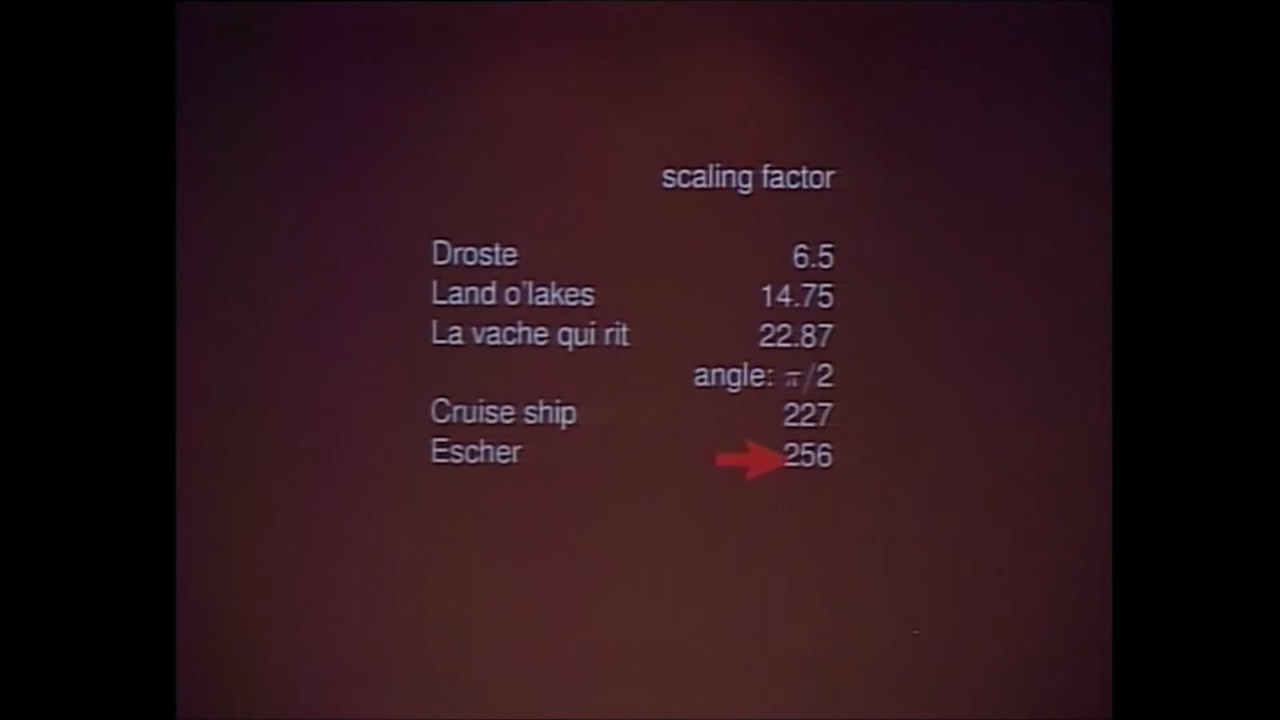 scaling factor
Droste 6.5
Land o'lakes 14.75
La vache qui rit 22.87
angle: π/2
Cruise ship 227
Escher 256